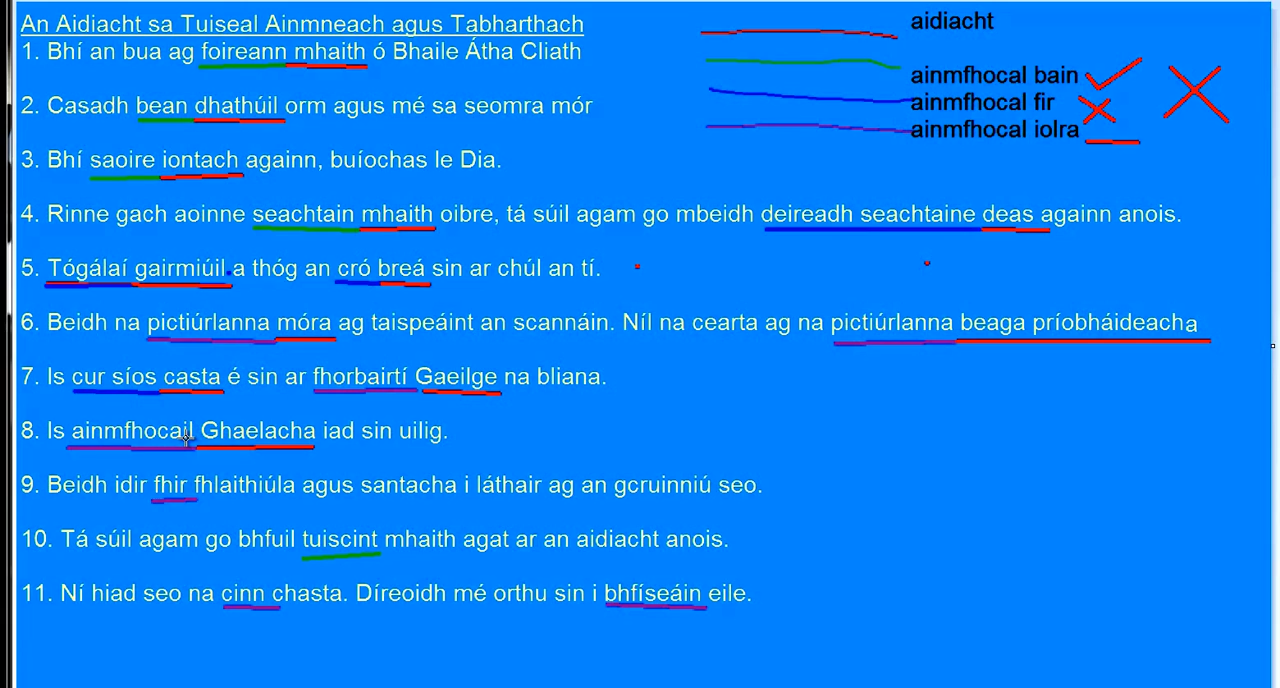 An Aidiacht sa Tuiseal Ainmneach agus Tabharthach
aidiacht
1. Bhí an bua ag foireann mhaith ó Bhaile Átha Cliath
ainmfhocal bain
2. Casadh bean dhathúil orm agus mé sa seomra mór
ainmfhocal fir
ainmfhocal iolra
3. Bhí saoire iontach againn, buíochas le Dia.
4. Rinne gach aoinne seachtain mhaith oibre, tá súil agam go mbeidh deireadh seachtaine deas againn anois.
5. Tógálaí gairmiúil a thóg an cró breá sin ar chúl an tí.
6. Beidh na pictiúrlanna móra ag taispeáint an scannáin. Níl na cearta ag na pictiúrlanna beaga príobháideacha
7. Is cur síos casta é sin ar fhorbairtí Gaeilge na bliana.
8. Is ainmfhocail Ghaelacha iad sin uilig.
9. Beidh idir fhir fhlaithiúla agus santacha i láthair ag an gcruinniú seo.
10. Tá súil agam go bhfuil tuiscint mhaith agat ar an aidiacht anois.
11. Ní hiad seo na cinn chasta. Díreoidh mé orthu sin i bhfíseáin eile.